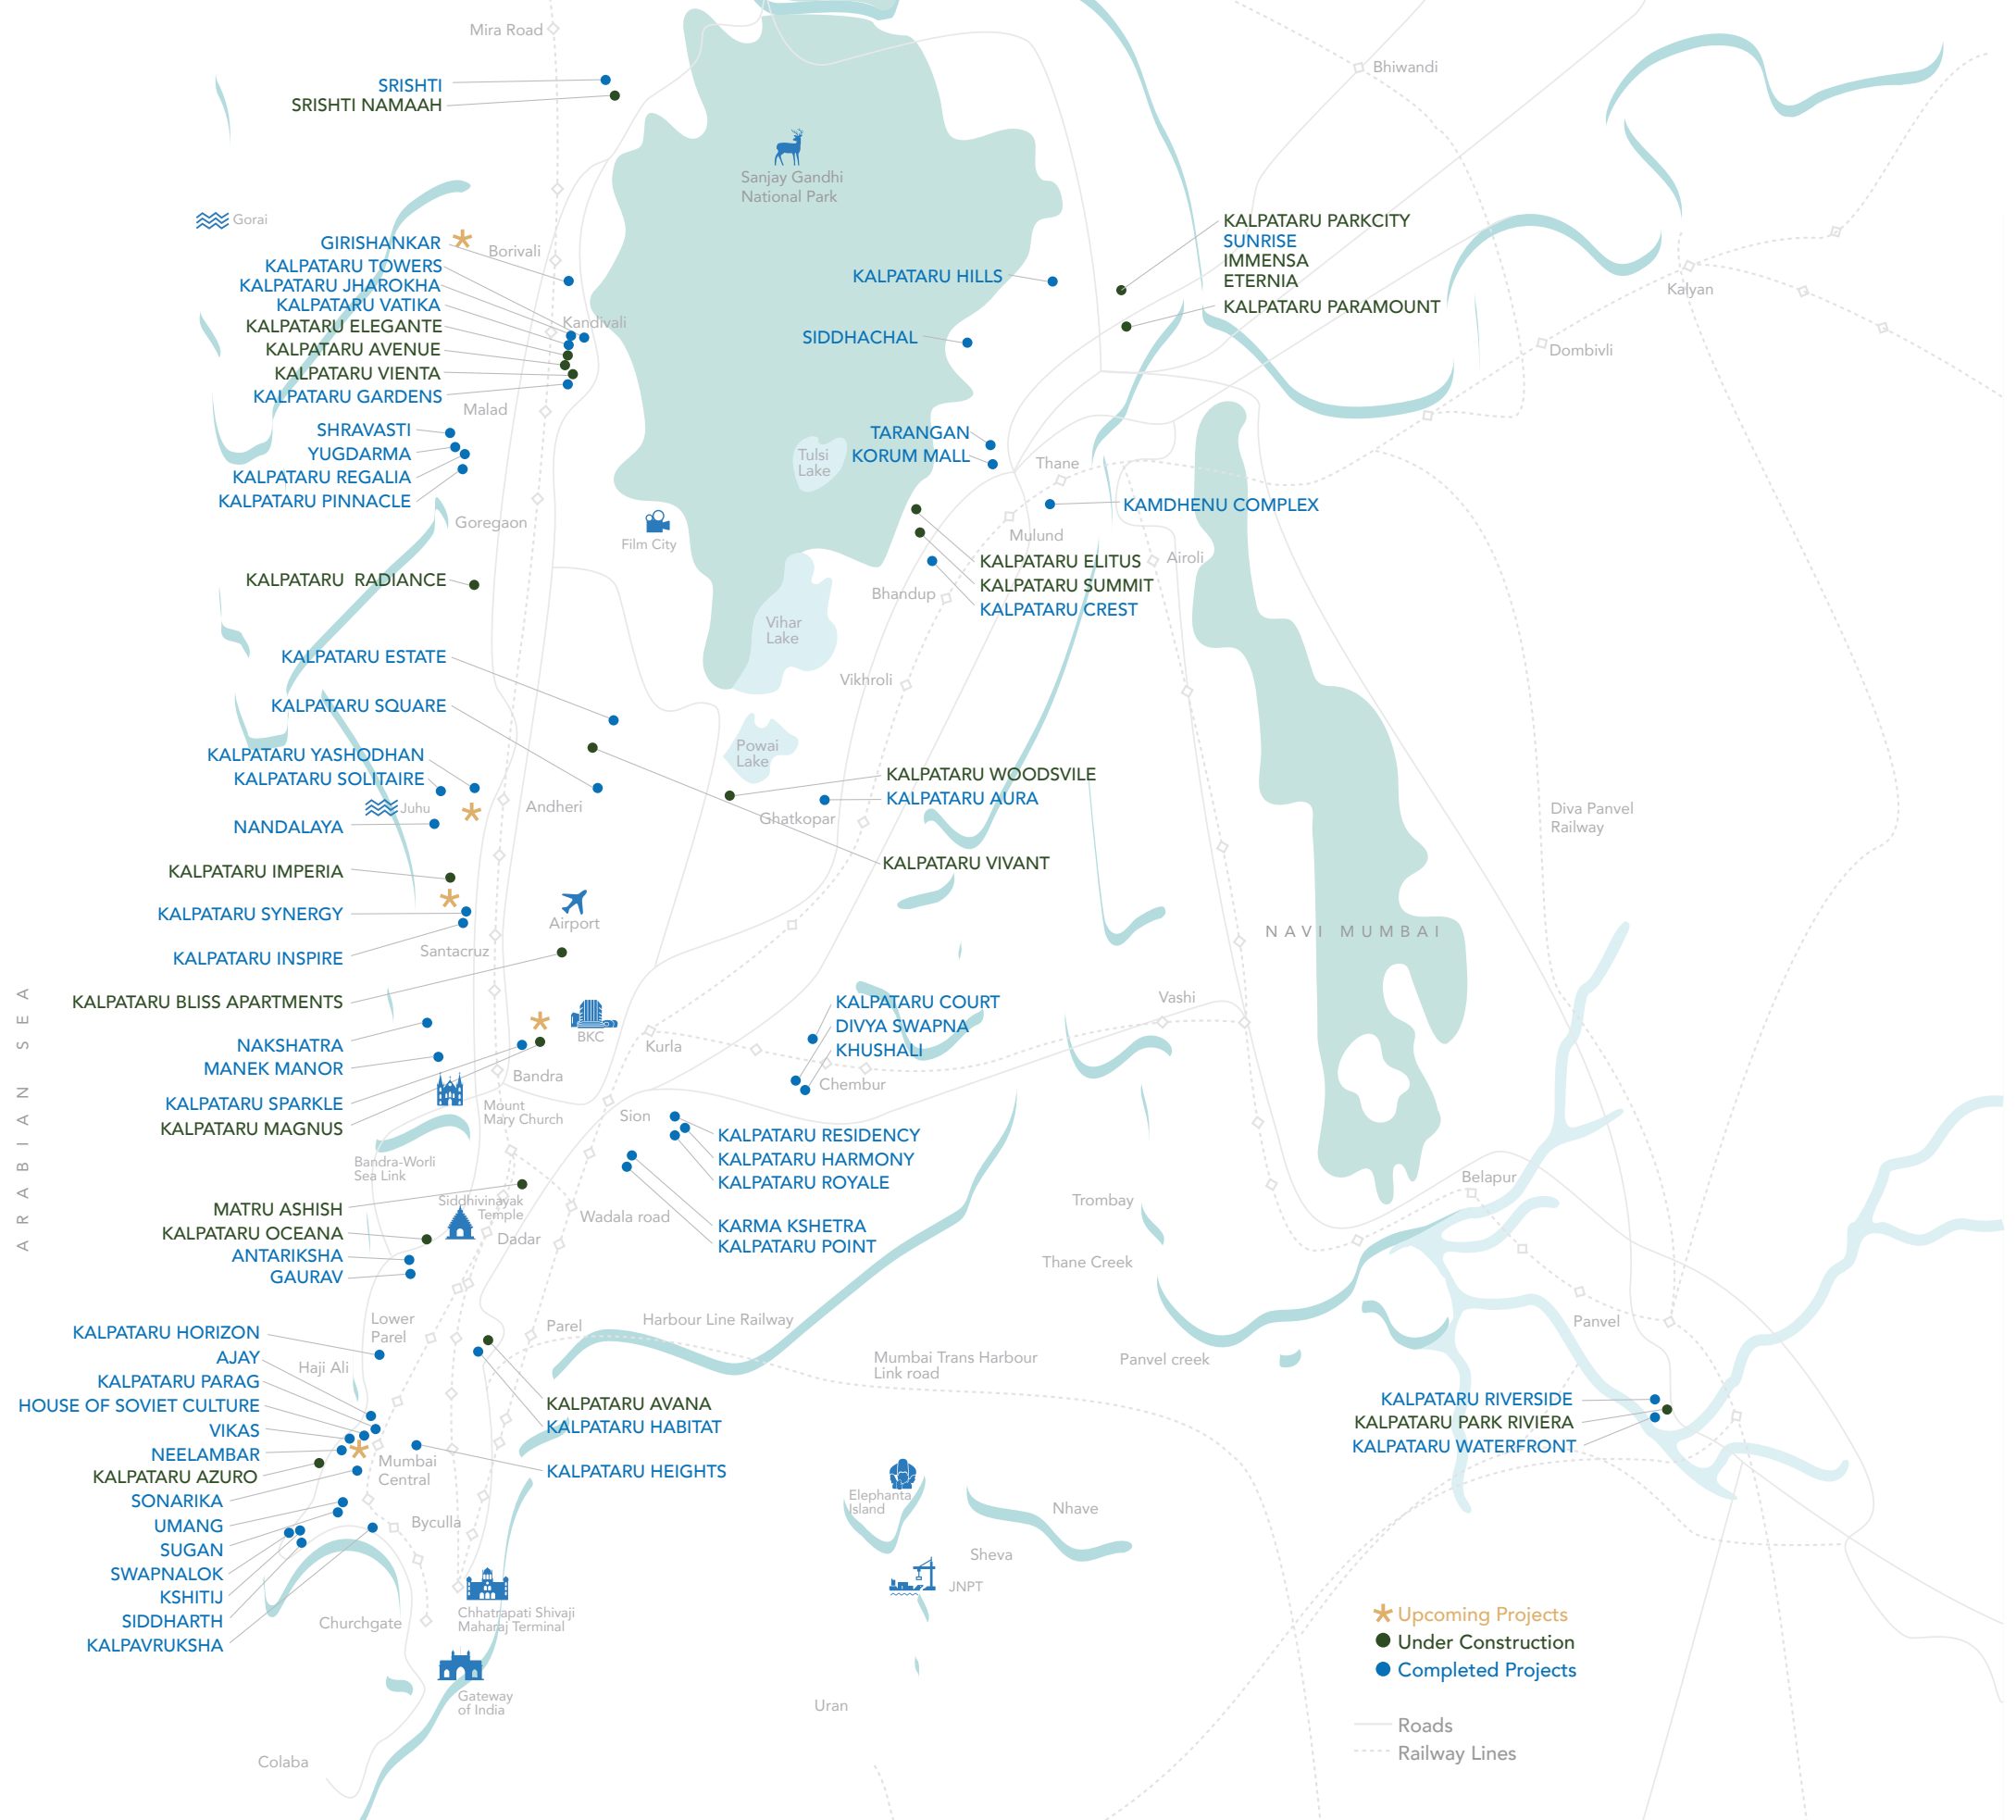 Mira Road
Bhiwandi
SRISHTI
SRISHTI NAMAAH
Sanjay Gandhi
National Park
Gorai
GIRISHANKAR
Borivali
KALPATARU TOWERS
KALPATARU JHAROKHA
KALPATARU VATIKA
KALPATARU ELEGANTE
Kandivali
KALPATARU AVENUE
KALPATARU VIENTA
KALPATARU GARDENS
KALPATARU HILLS
SIDDHACHAL
KALPATARU PARKCITY
SUNRISE
IMMENSA
ETERNIA
KALPATARU PARAMOUNT
Kalyan
Dombivli
Malad
SHRAVASTI
YUGDARMA
KALPATARU REGALIA
KALPATARU PINNACLE
Goregaon
Film City
Tulsi
Lake
TARANGAN
KORUM MALL
Thane
KAMDHENU COMPLEX
Mulund
Airoli
KALPATARU ELITUS
KALPATARU SUMMIT
KALPATARU CREST
Bhandup
KALPATARU  RADIANCE
Vihar
Lake
KALPATARU ESTATE
Vikhroli
KALPATARU SQUARE
Powai
Lake
KALPATARU YASHODHAN
KALPATARU SOLITAIRE
Juhu
Andheri
NANDALAYA
KALPATARU WOODSVILE
KALPATARU AURA
Ghatkopar
KALPATARU VIVANT
Diva Panvel
Railway
KALPATARU IMPERIA
KALPATARU SYNERGY
Airport
Santacruz
KALPATARU INSPIRE
NAVI MUMBAI
KALPATARU BLISS APARTMENTS
NAKSHATRA
MANEK MANOR
BKC
Kurla
Bandra
KALPATARU COURT
DIVYA SWAPNA
KHUSHALI
Chembur
Vashi
ARABIAN SEA
KALPATARU SPARKLE
KALPATARU MAGNUS
Mount
Mary Church
Sion
KALPATARU RESIDENCY
KALPATARU HARMONY
KALPATARU ROYALE
Bandra-Worli
Sea Link
Belapur
Trombay
MATRU ASHISH
Siddhivinayak
Temple
Wadala road
KALPATARU OCEANA
Dadar
KARMA KSHETRA
KALPATARU POINT
ANTARIKSHA
GAURAV
Thane Creek
Lower
Parel
Parel
Harbour Line Railway
Panvel
KALPATARU HORIZON
AJAY
Haji Ali
KALPATARU PARAG
HOUSE OF SOVIET CULTURE
VIKAS
NEELAMBAR
KALPATARU AZURO
SONARIKA
UMANG
SUGAN
SWAPNALOK
KSHITIJ
SIDDHARTH
KALPAVRUKSHA
Mumbai Trans Harbour
Link road
Panvel creek
KALPATARU AVANA
KALPATARU HABITAT
KALPATARU RIVERSIDE
KALPATARU PARK RIVIERA
KALPATARU WATERFRONT
Mumbai
Central
KALPATARU HEIGHTS
Byculla
Elephanta
Island
Nhave
Sheva
JNPT
Churchgate
Chhatrapati Shivaji
Maharaj Terminal
Gateway
of India
Uran
Colaba
Upcoming Projects
Under Construction
Completed Projects
Roads
Railway Lines